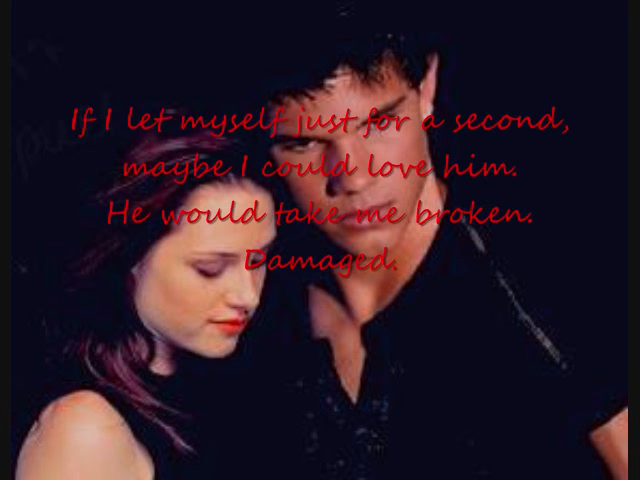 If I let myself just for a second,
maybe I could love him.
He would take me broken.
Damaged.